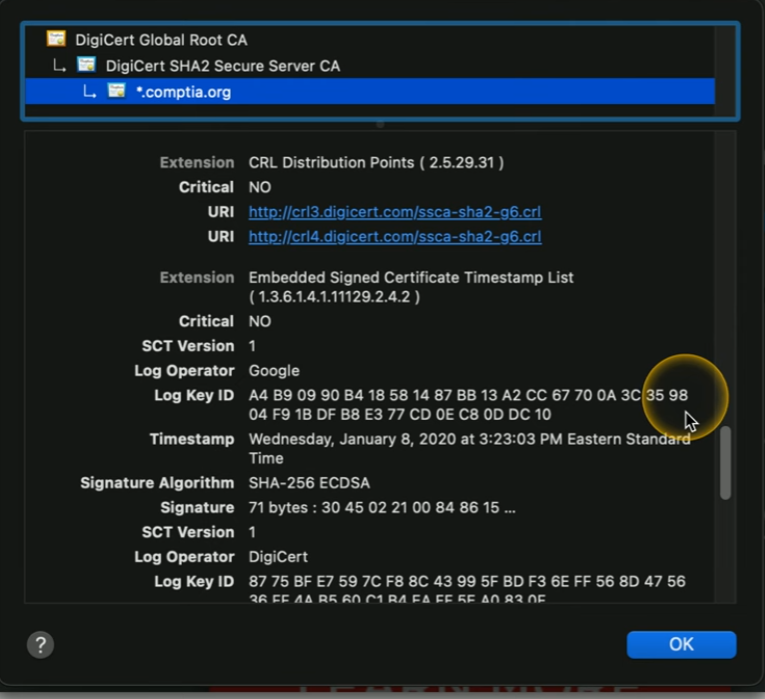 DigiCert Global Root CA
DigiCert SHA2 Secure Server CA
*.comptia.org
Extension CRL Distribution Points ( 2.5.29.31 )
Critical NO
URI http://crl3.digicert.com/ssca-sha2-g6.crl
URI http://crl4.digicert.com/ssca-sha2-g6.crl
Extension Embedded Signed Certificate Timestamp List
( 1.3.6.1.4.1.11129.2.4.2 )
Critical NO
SCT Version 1
Log Operator Google
Log Key ID A4 B9 09 90 B4 18 58 14 87 BB 13 A2 CC 67 70 0A 3C 35 98
04 F9 1B DF B8 E3 77 CD 0E C8 0D DC 10
Timestamp Wednesday, January 8, 2020 at 3:23:03 PM Eastern Standard
Time
Signature Algorithm SHA-256 ECDSA
Signature 71 bytes : 30 45 02 21 00 84 86 15 ...
SCT Version 1
Log Operator DigiCert
Log Key ID 87 75 BF E7 59 7C F8 8C 43 99 5F BD F3 6E FF 56 8D 47 56
36 FF 4A B5 60 C1 B4 EA FF 5E A0 83 0F
? OK
LEARN MORE